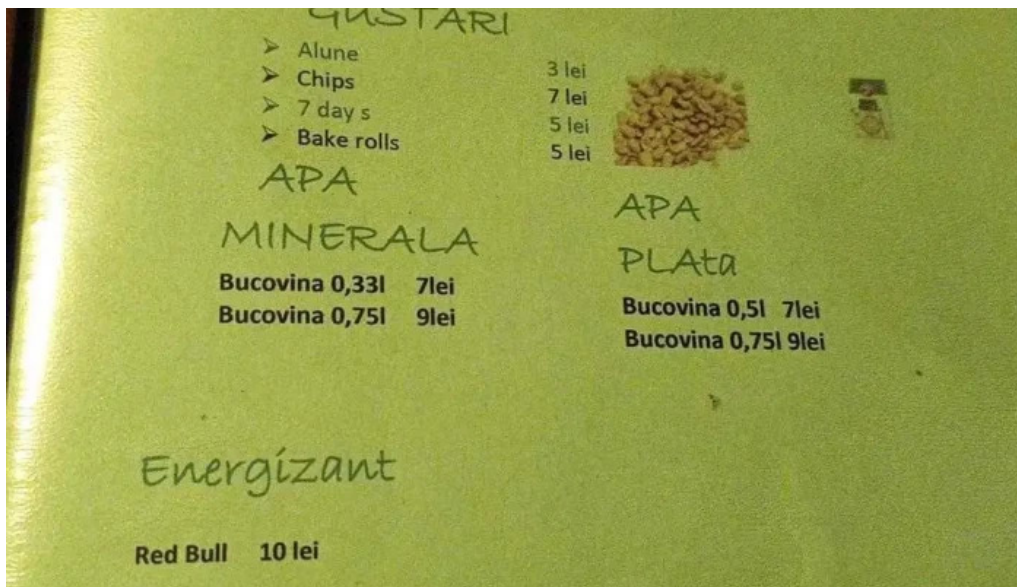 GUSTARI
➢ Alune 3 lei
➢ Chips 7 lei
➢ 7 day s 5 lei
➢ Bake rolls 5 lei
APA
MINERALA
Bucovina 0,33l 7lei
Bucovina 0,75l 9lei
APA
PLAta
Bucovina 0,5l 7lei
Bucovina 0,75l 9lei
Energizant
Red Bull 10 lei